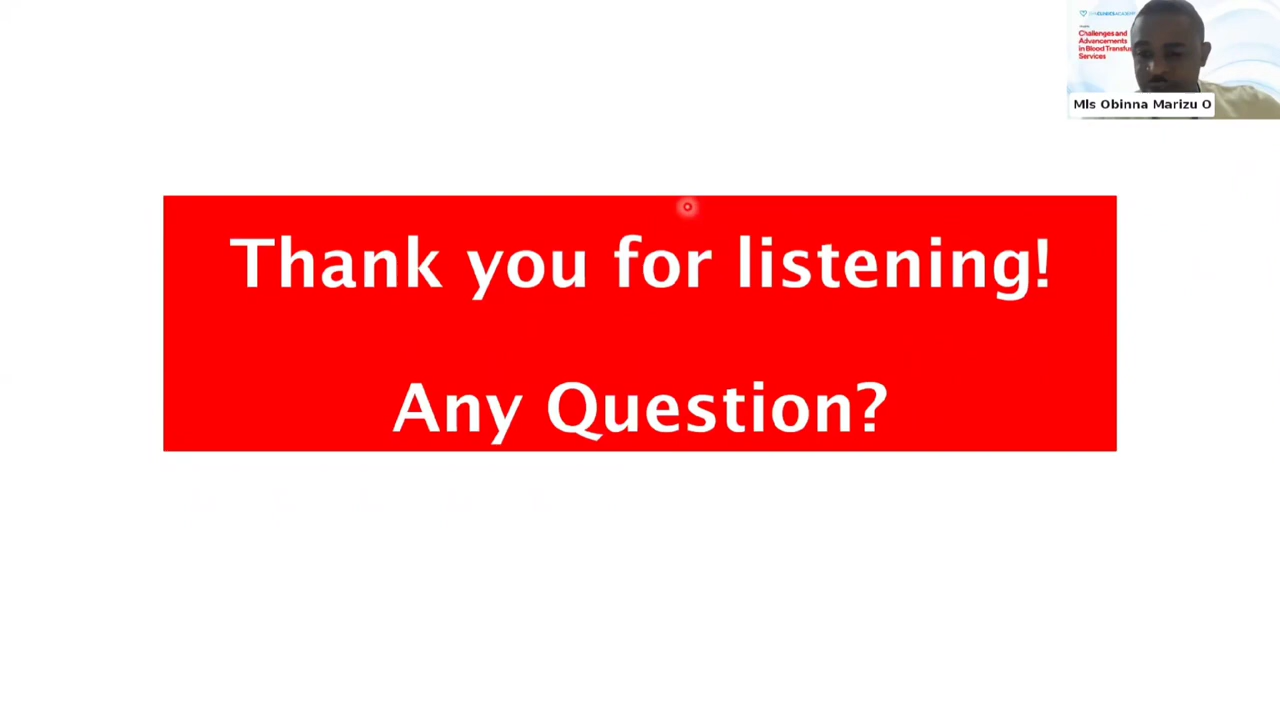 Challenges and
Advancements
in Blood Transfu
Services
Mls Obinna Marizu O
Thank you for listening!
Any Question?